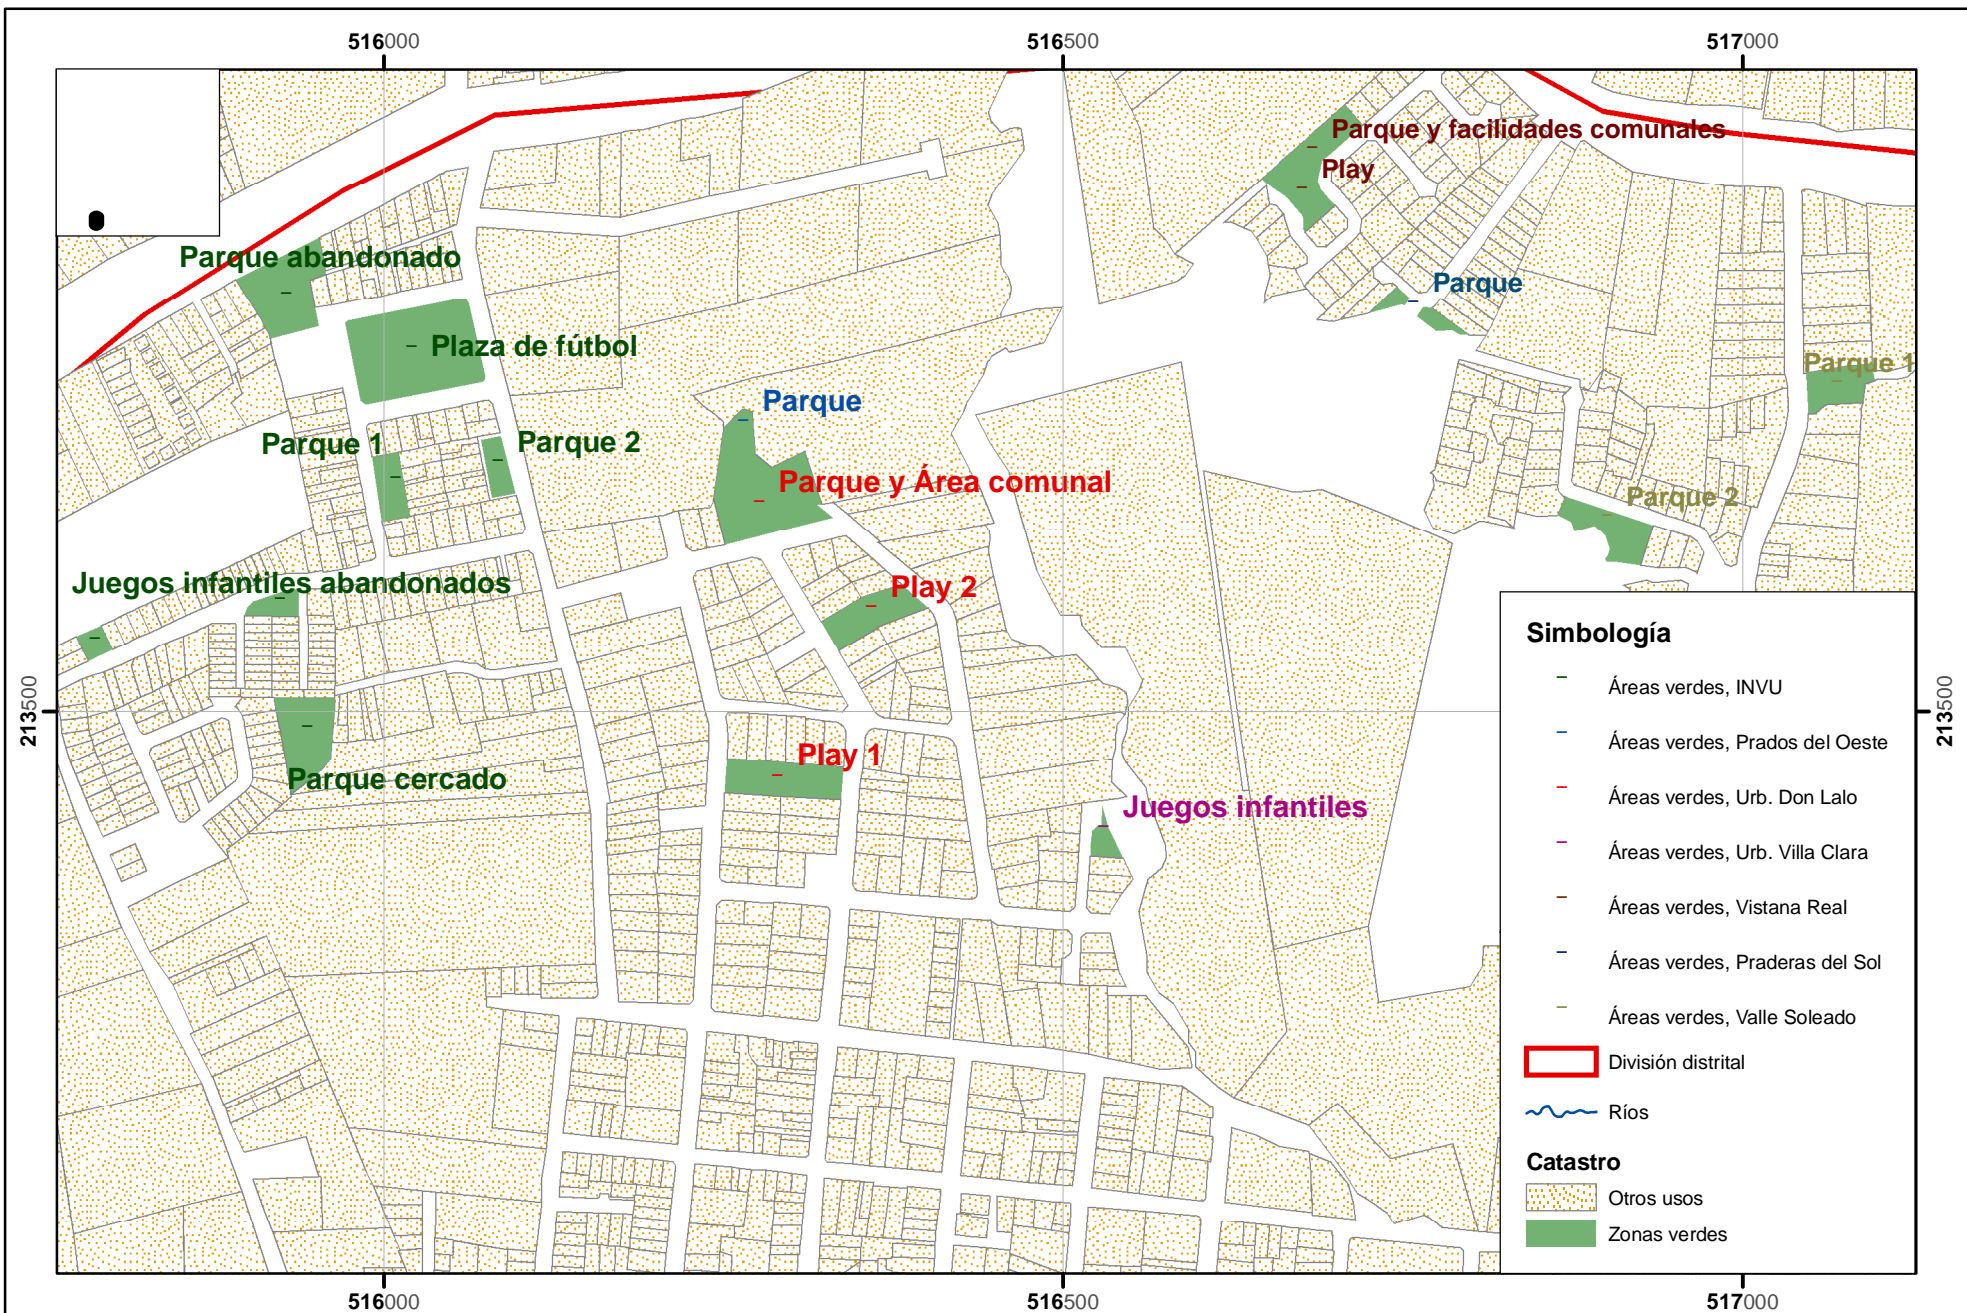 516000
516500
517000
Parque y facilidades comunales
Play
Parque abandonado
Parque
Plaza de fútbol
Parque 1
Parque
Parque 1
Parque 2
Parque y Área comunal
Parque 2
Juegos infantiles abandonados
Play 2
213500
213500
Play 1
Parque cercado
Juegos infantiles
Simbología
Áreas verdes, INVU
Áreas verdes, Prados del Oeste
Áreas verdes, Urb. Don Lalo
Áreas verdes, Urb. Villa Clara
Áreas verdes, Vistana Real
Áreas verdes, Praderas del Sol
Áreas verdes, Valle Soleado
División distrital
Ríos
Catastro
Otros usos
Zonas verdes
516000
516500
517000